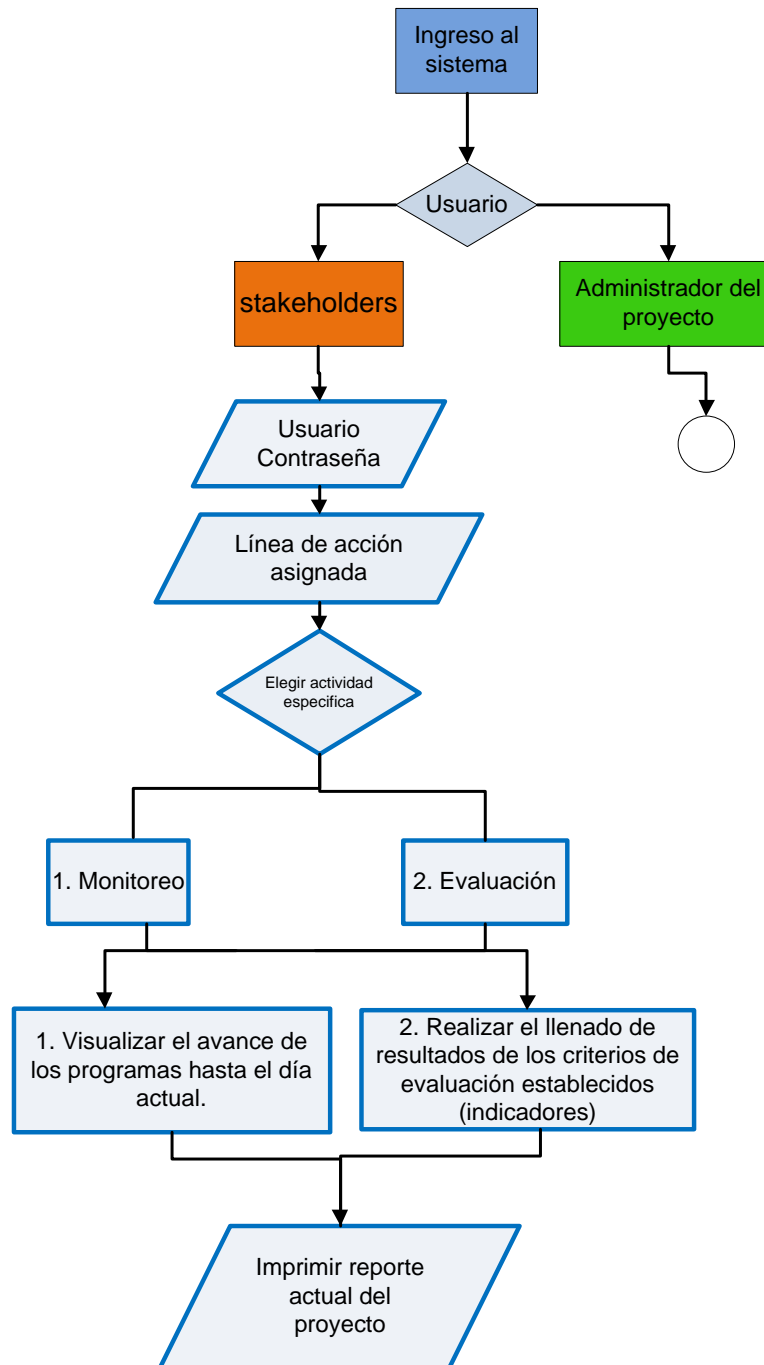 Ingreso al
sistema
Usuario
stakeholders
Administrador del
proyecto
Usuario
Contraseña
Línea de acción
asignada
Elegir actividad
especifica
1. Monitoreo
2. Evaluación
1. Visualizar el avance de
los programas hasta el día
actual.
2. Realizar el llenado de
resultados de los criterios de
evaluación establecidos
(indicadores)
Imprimir reporte
actual del
proyecto